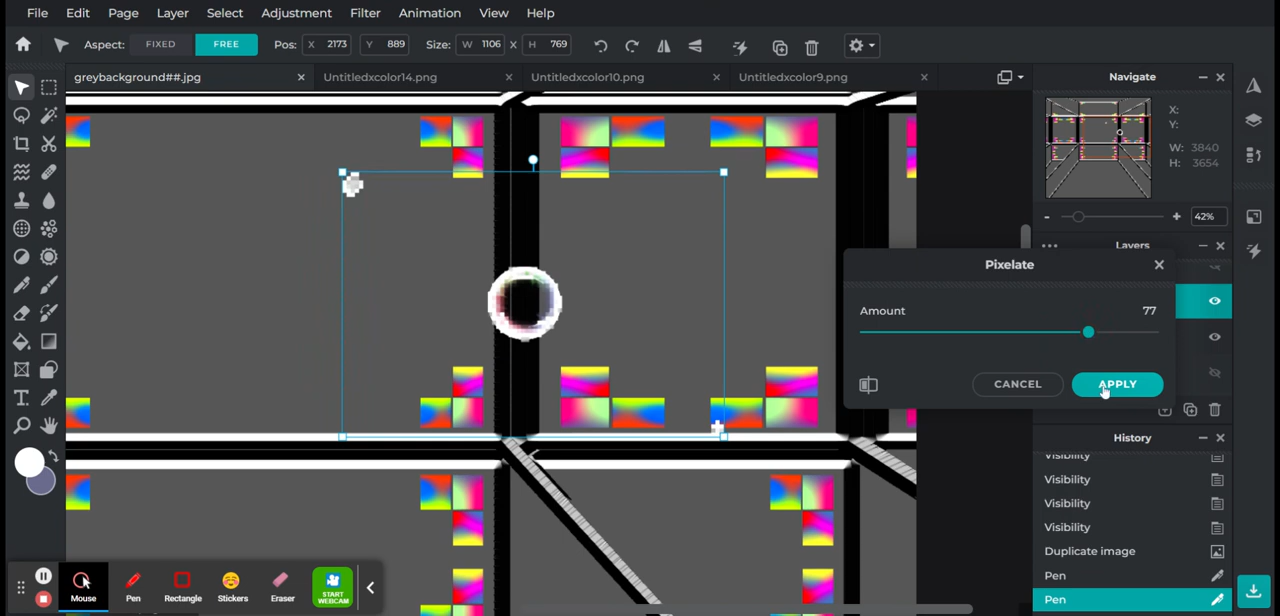 File Edit Page Layer Select Adjustment Filter Animation View Help
Aspect: FIXED FREE Pos: X 2173 Y 889 Size: W 1106 X H 769
greybackground##.jpg Untitledxcolor14.png Untitledxcolor10.png Untitledxcolor9.png
Navigate
X:
Y:
W: 3840
H: 3654
42%
Layers
Pixelate
Amount 77
CANCEL APPLY
History
Visibility
Visibility
Visibility
Visibility
Duplicate image
Pen
Pen
Mouse Pen Rectangle Stickers Eraser START
WEBCAM